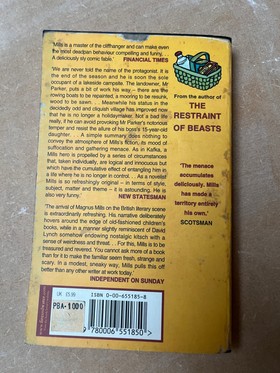 'Mills is a master of the cliffhanger and can make even
the most deadpan behaviour compelling and funny.
A deliciously sly comic fable.' FINANCIAL TIMES
'We are never told the name of the protagonist. It is
the end of the season and he is soon the sole
occupant of a lakeside campsite. The landowner, Mr
Parker, puts a bit of work his way – there are the
rowing boats to be painted, a mooring to be resunk,
wood to be sawn. . . Meanwhile his status in the
decidedly odd and cliquish village has improved now
that he is no longer a holidaymaker. Not a bad life
really, if he can avoid provoking Mr Parker's notorious
temper and resist the allure of his boss's 15-year-old
daughter. A simple summary does nothing to
convey the atmosphere of Mills's fiction, its mood of
suffocation and gathering menace. As in Kafka, a
Mills hero is propelled by a series of circumstances
that, taken individually, are logical and innocuous but
which have the cumulative effect of entangling him in
a life where he is no longer in control. . . As a novelist
Mills is so refreshingly original – in terms of style,
subject, matter and theme – it is astounding. He is
also very funny.' NEW STATESMAN
'The arrival of Magnus Mills on the British literary scene
is extraordinarily refreshing. His narrative deliberately
hovers around the edge of old-fashioned children's
books, while in a manner slightly reminiscent of David
Lynch somehow endowing nostalgic kitsch with a
sense of weirdness and threat. . . For this, Mills is to be
treasured and revered. You cannot ask more of a book
than for it to make the familiar seem fresh, strange and
scary. In a modest, sneaky way, Mills pulls this off
better than any other writer at work today.'
INDEPENDENT ON SUNDAY
From the author of
THE
RESTRAINT
OF BEASTS
'The menace
accumulates
deliciously. Mills
has made this
territory entirely
his own.'
SCOTSMAN
ISBN 0-00-655185-8
PBA-1000
9 780006 551850 >